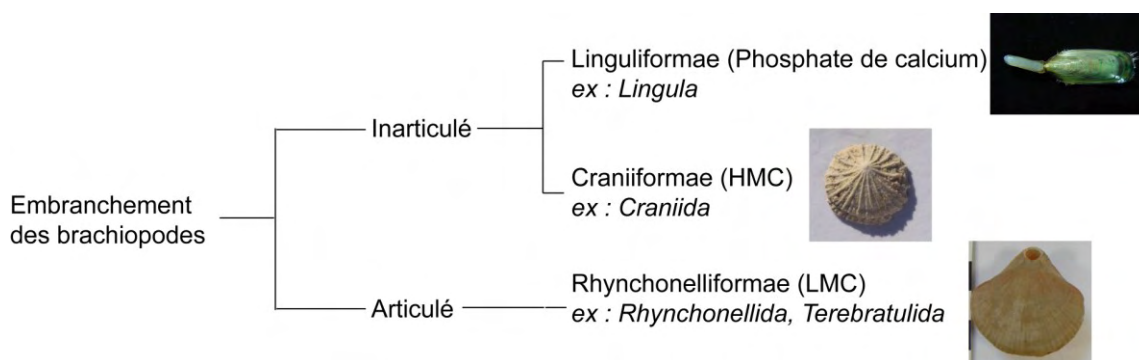 Linguliformae (Phosphate de calcium)
ex : Lingula
Inarticulé
Craniiformae (HMC)
ex : Craniida
Embranchement
des brachiopodes
Rhynchonelliformae (LMC)
Articulé
ex : Rhynchonellida, Terebratulida